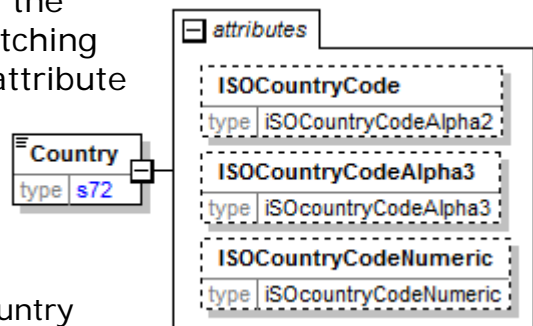 the
tching
attribute
attributes
ISOCountryCode
type iSOCountryCodeAlpha2
Country
type s72
ISOCountryCodeAlpha3
type iSOcountryCodeAlpha3
ISOCountryCodeNumeric
type iSOcountryCodeNumeric
untry